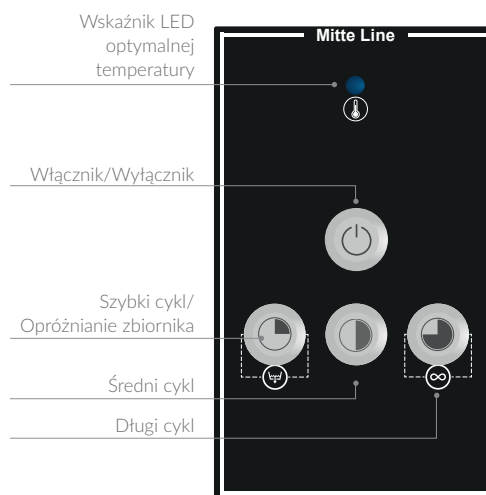 Wskaźnik LED
optymalnej
temperatury
Mitte Line
Włącznik/Wyłącznik
Szybki cykl/
Opróżnianie zbiornika
Średni cykl
Długi cykl